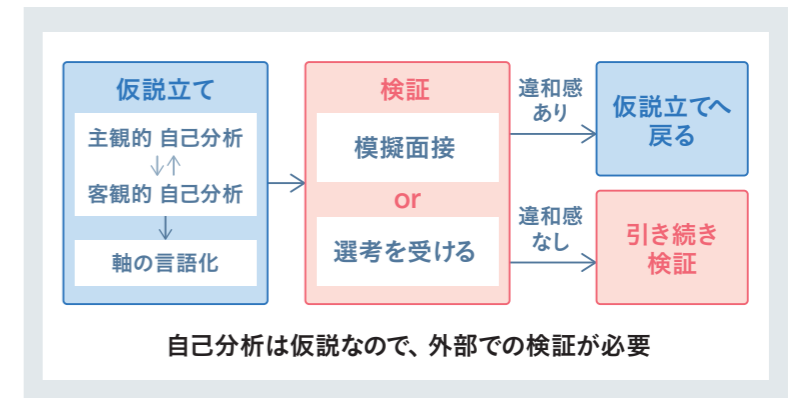 仮説立て
主観的 自己分析
↓↑
客観的 自己分析
↓
軸の言語化
検証
模擬面接
or
選考を受ける
違和感
あり
仮説立てへ
戻る
違和感
なし
引き続き
検証
自己分析は仮説なので、外部での検証が必要